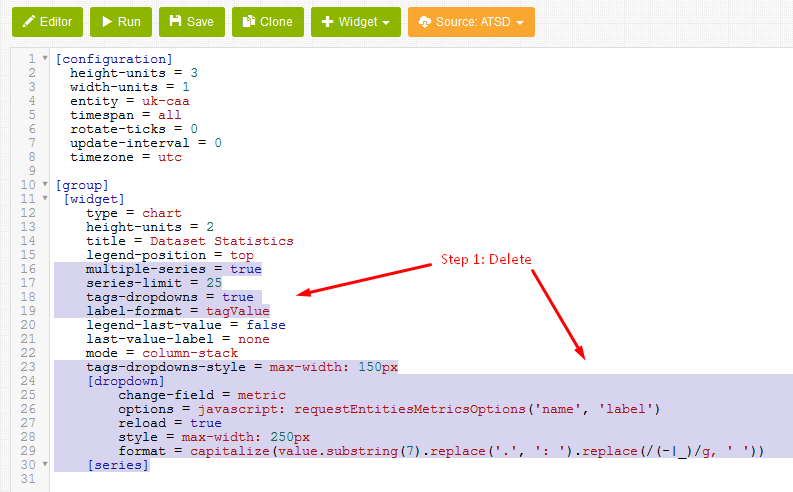 Editor Run Save Clone Widget Source: ATSD
1 [configuration]
2 height-units = 3
3 width-units = 1
4 entity = uk-caa
5 timespan = all
6 rotate-ticks = 0
7 update-interval = 0
8 timezone = utc
9
10 [group]
11 [widget]
12 type = chart
13 height-units = 2
14 title = Dataset Statistics
15 legend-position = top
Step 1: Delete
16 multiple-series = true
17 series-limit = 25
18 tags-dropdowns = true
19 label-format = tagValue
20 legend-last-value = false
21 last-value-label = none
22 mode = column-stack
23 tags-dropdowns-style = max-width: 150px
24 [dropdown]
25 change-field = metric
26 options = javascript: requestEntitiesMetricsOptions('name', 'label')
27 reload = true
28 style = max-width: 250px
29 format = capitalize(value.substring(7).replace('.', ': ').replace(/(-|_)/g, ' '))
30 [series]
31